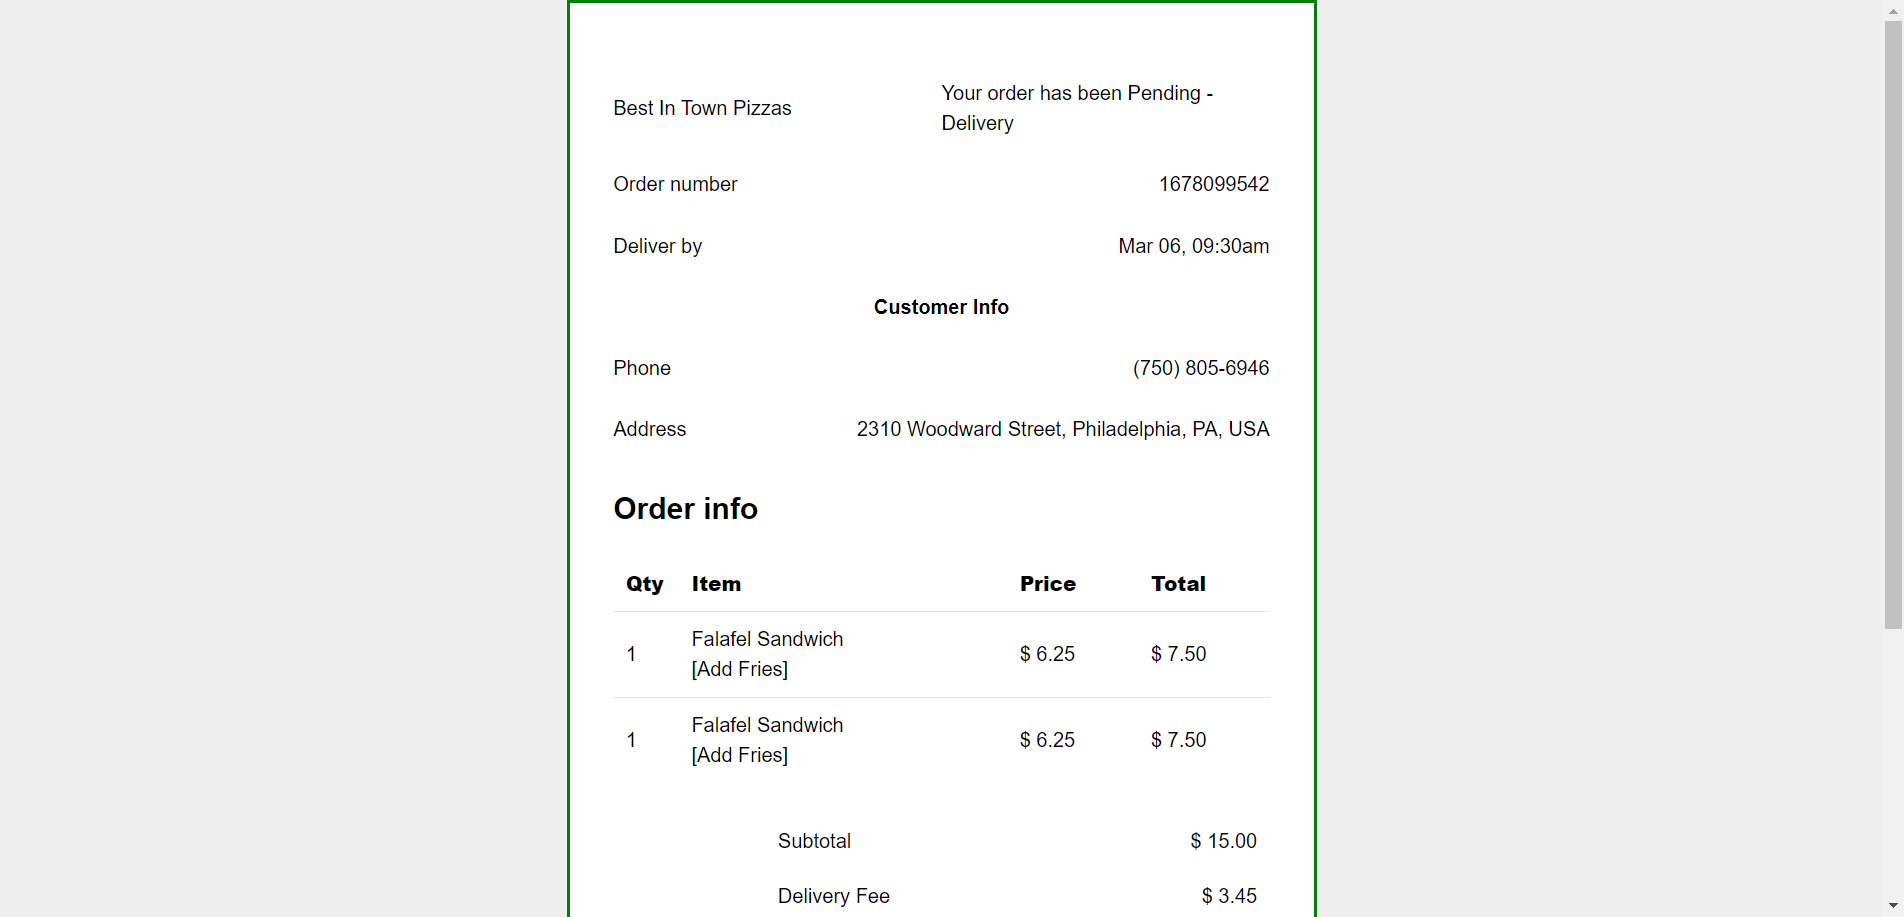 Best In Town Pizzas
Your order has been Pending -
Delivery
Order number 1678099542
Deliver by Mar 06, 09:30am
Customer Info
Phone (750) 805-6946
Address 2310 Woodward Street, Philadelphia, PA, USA
Order info
Qty Item Price Total
1 Falafel Sandwich [Add Fries] $ 6.25 $ 7.50
1 Falafel Sandwich [Add Fries] $ 6.25 $ 7.50
Subtotal $ 15.00
Delivery Fee $ 3.45